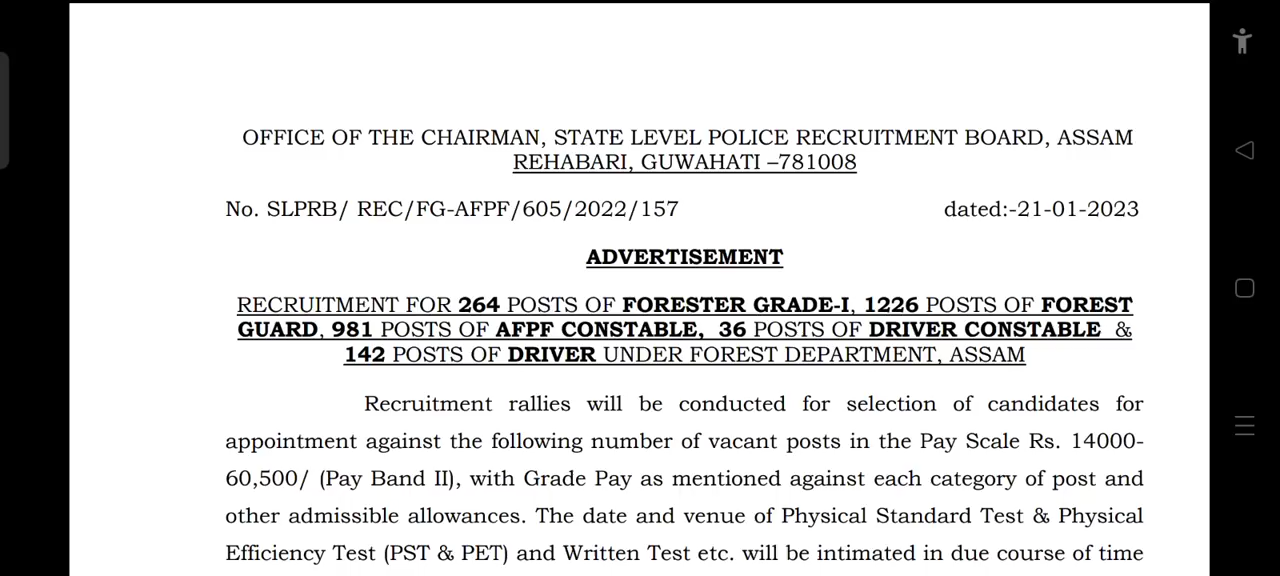 OFFICE OF THE CHAIRMAN, STATE LEVEL POLICE RECRUITMENT BOARD, ASSAM
REHABARI, GUWAHATI –781008
No. SLPRB/ REC/FG-AFPF/605/2022/157 dated:-21-01-2023
ADVERTISEMENT
RECRUITMENT FOR 264 POSTS OF FORESTER GRADE-I, 1226 POSTS OF FOREST
GUARD, 981 POSTS OF AFPF CONSTABLE, 36 POSTS OF DRIVER CONSTABLE &
142 POSTS OF DRIVER UNDER FOREST DEPARTMENT, ASSAM
Recruitment rallies will be conducted for selection of candidates for
appointment against the following number of vacant posts in the Pay Scale Rs. 14000-
60,500/ (Pay Band II), with Grade Pay as mentioned against each category of post and
other admissible allowances. The date and venue of Physical Standard Test & Physical
Efficiency Test (PST & PET) and Written Test etc. will be intimated in due course of time